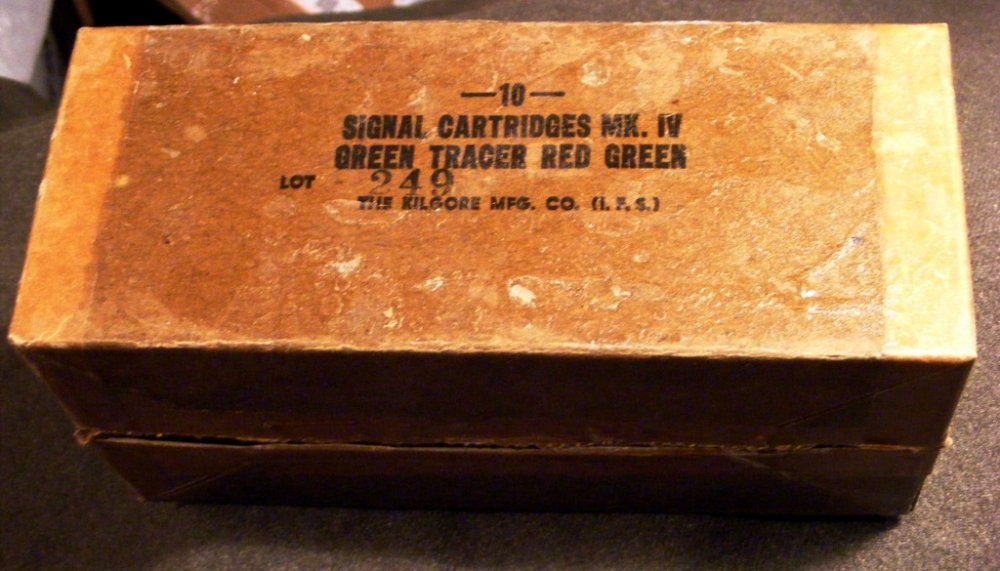 —10—
SIGNAL CARTRIDGES MK. IV
GREEN TRACER RED GREEN
LOT 249
THE KILGORE MFG. CO. (I. F. S.)